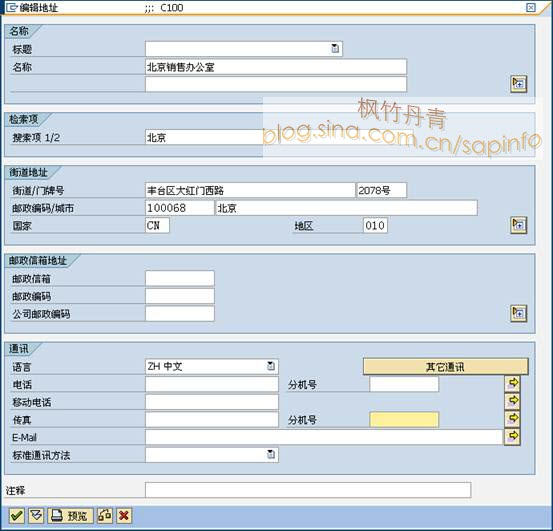 编辑地址 ;;: C100
名称
标题
名称 北京销售办公室
枫竹丹青
检索项
搜索项 1/2 北京
blog.sina.com.cn/sapinfo
街道地址
街道/门牌号 丰台区大红门西路 2078号
邮政编码/城市 100068 北京
国家 CN 地区 010
邮政信箱地址
邮政信箱
邮政编码
公司邮政编码
通讯
语言 ZH 中文 其它通讯
电话 分机号
移动电话
传真 分机号
E-Mail
标准通讯方法
注释
预览